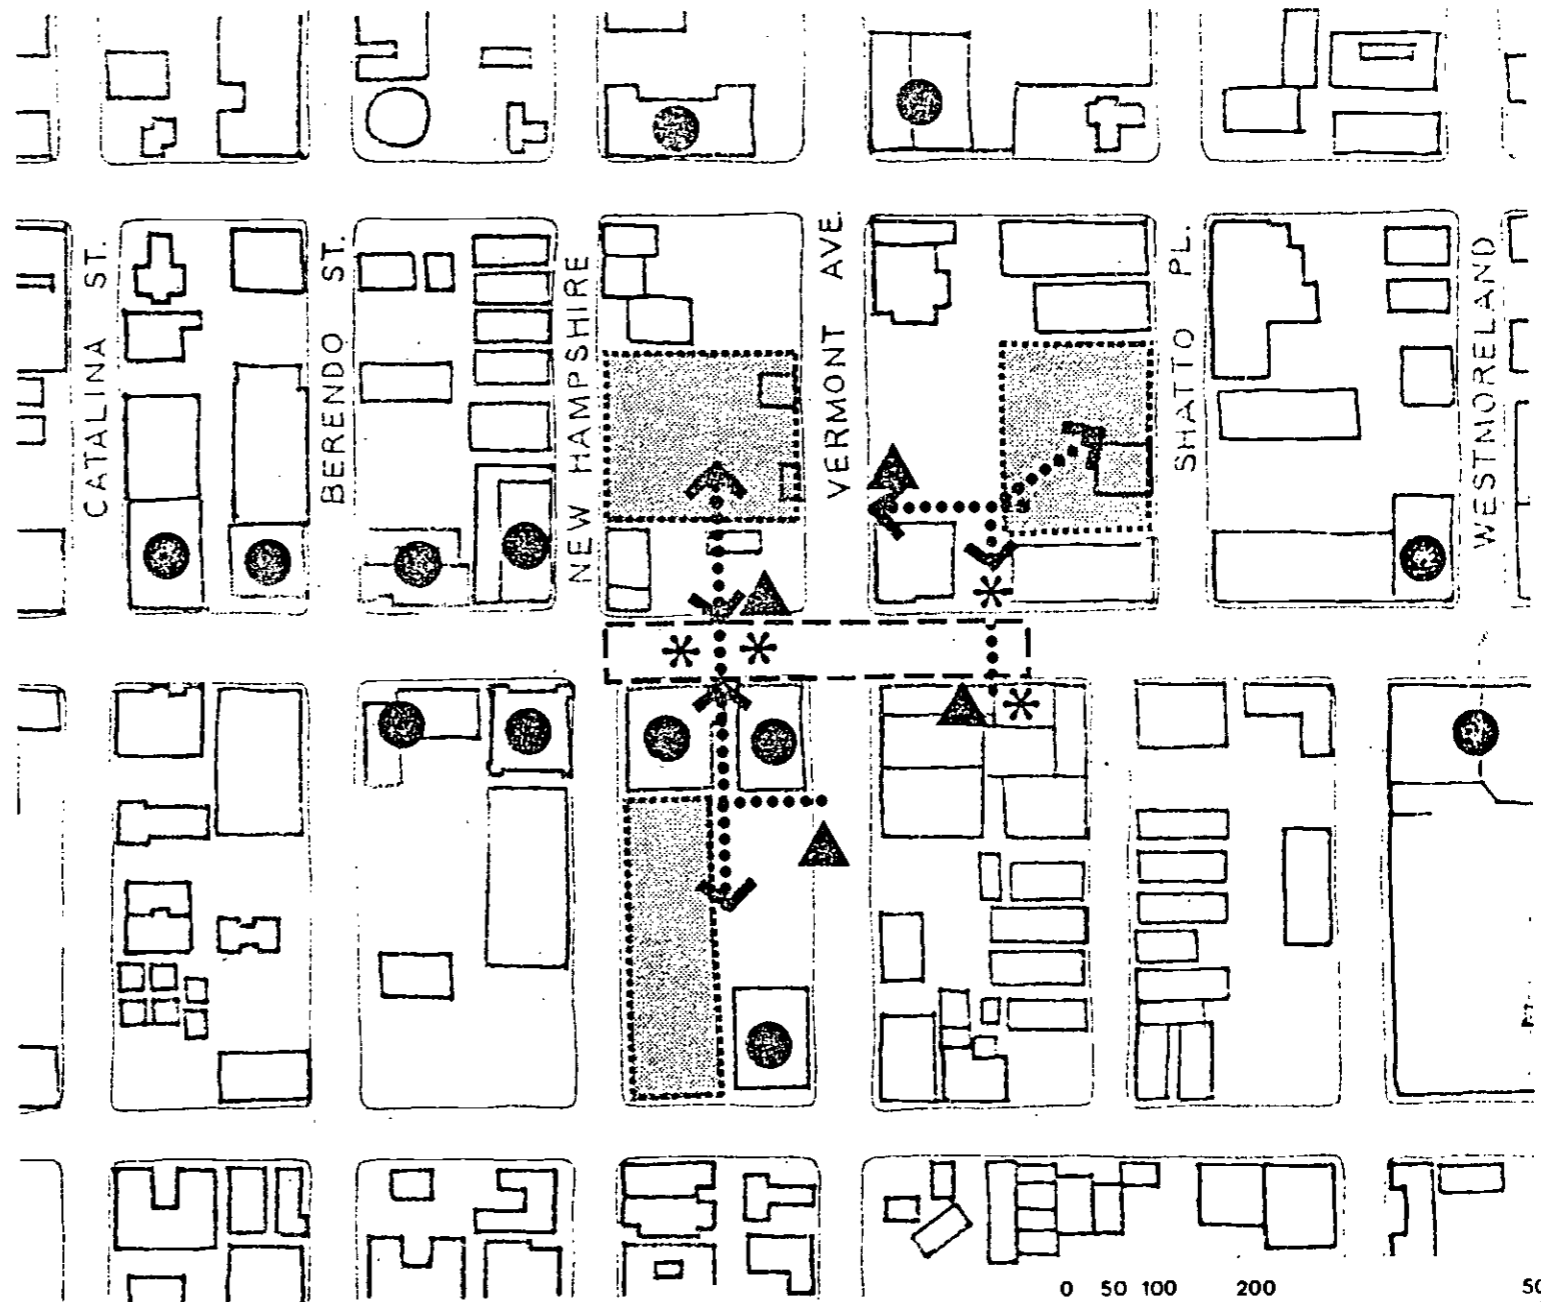 CATALINA ST.
BERENDO ST.
NEW HAMPSHIRE
VERMONT AVE.
SHATTO PL.
WESTMORELAND
0 50 100 200